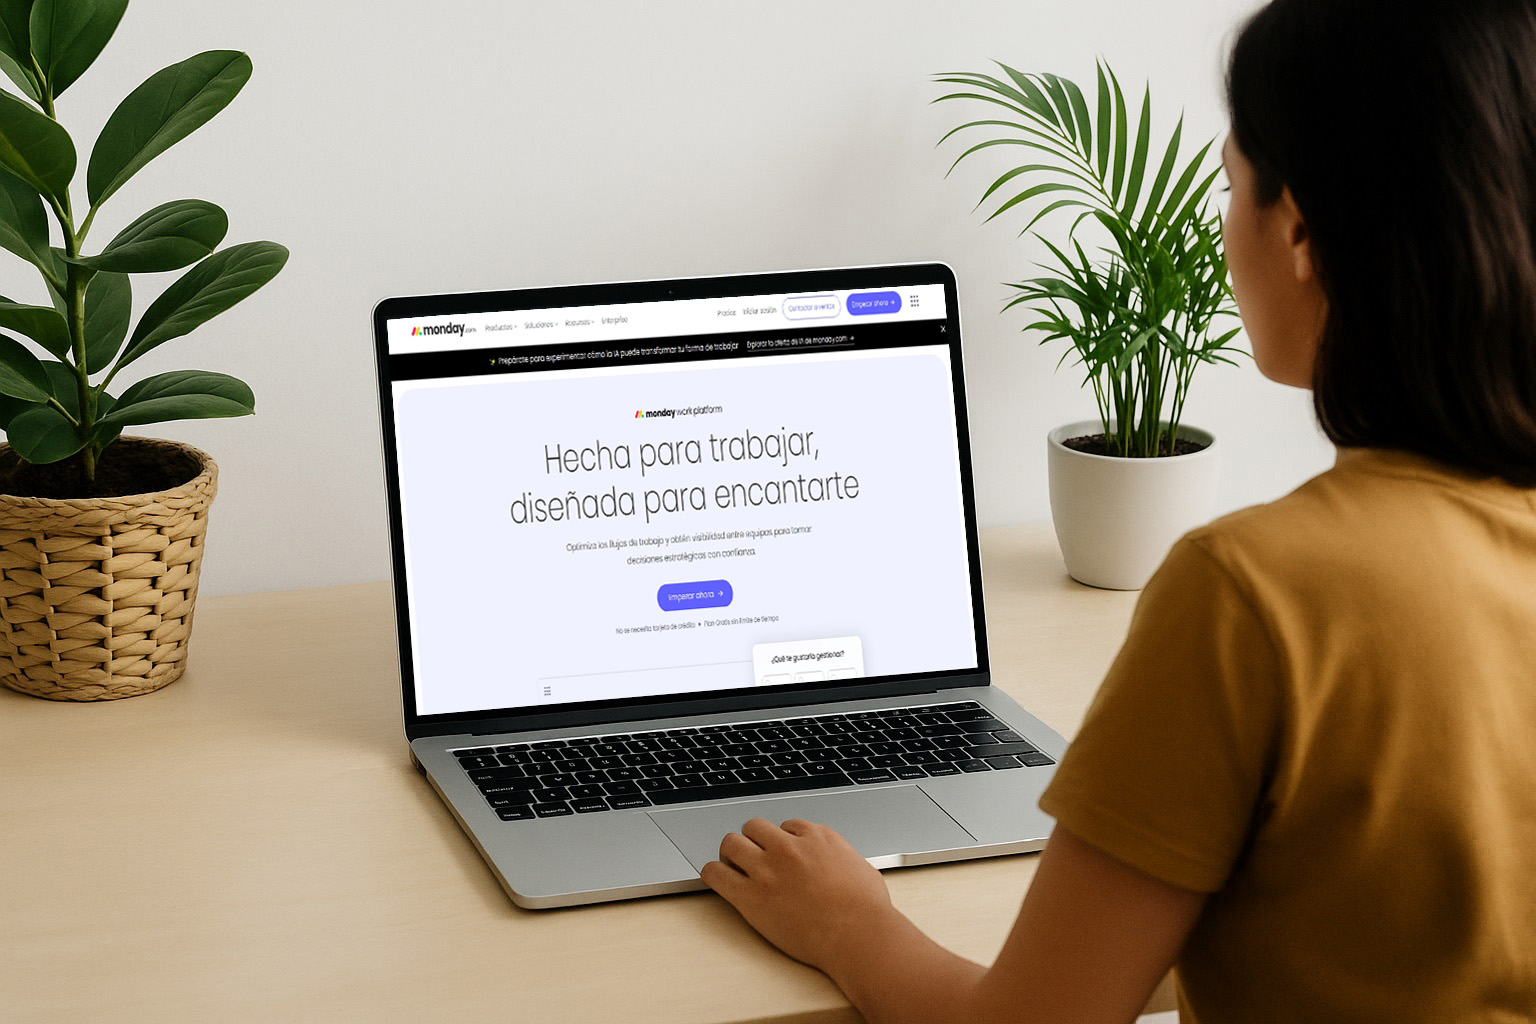 monday.com Productos Soluciones Recursos Enterprise Precios Iniciar sesión Contactar a ventas Empezar ahora →
Prepárate para experimentar cómo la IA puede transformar tu forma de trabajar Explorar la oferta de IA de monday.com → X
monday work platform
Hecha para trabajar,
diseñada para encantarte
Optimiza los flujos de trabajo y obtén visibilidad entre equipos para tomar
decisiones estratégicas con confianza.
Empezar ahora →
No se necesita tarjeta de crédito ✦ Plan Gratis sin límite de tiempo
¿Qué te gustaría gestionar?